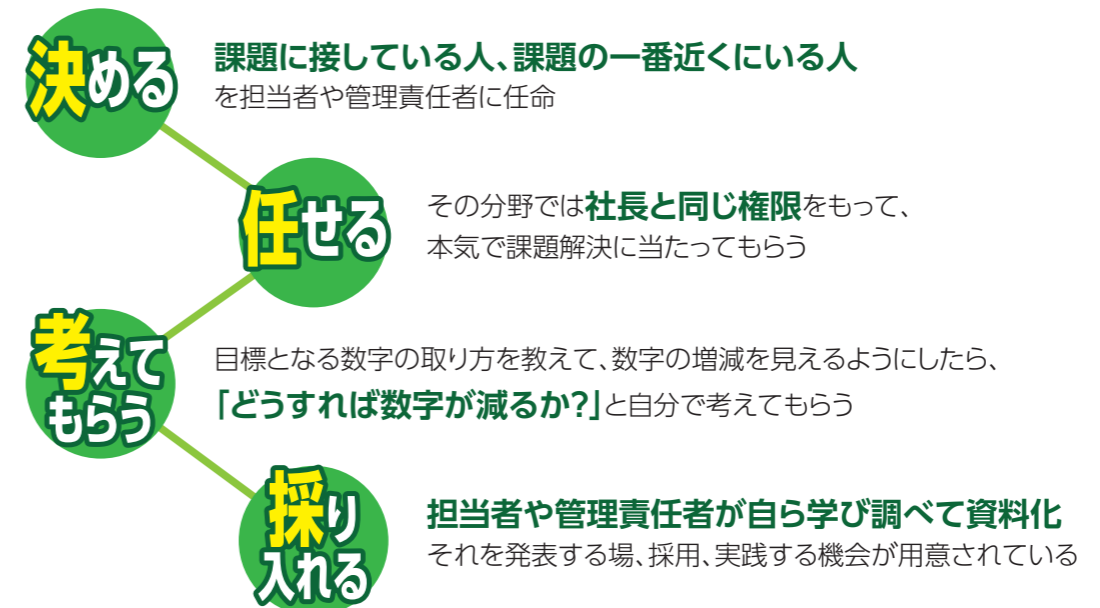 決める
課題に接している人、課題の一番近くにいる人
を担当者や管理責任者に任命
任せる
その分野では社長と同じ権限をもって、
本気で課題解決に当たってもらう
考えて
もらう
目標となる数字の取り方を教えて、数字の増減を見えるようにしたら、
「どうすれば数字が減るか?」と自分で考えてもらう
採り
入れる
担当者や管理責任者が自ら学び調べて資料化
それを発表する場、採用、実践する機会が用意されている